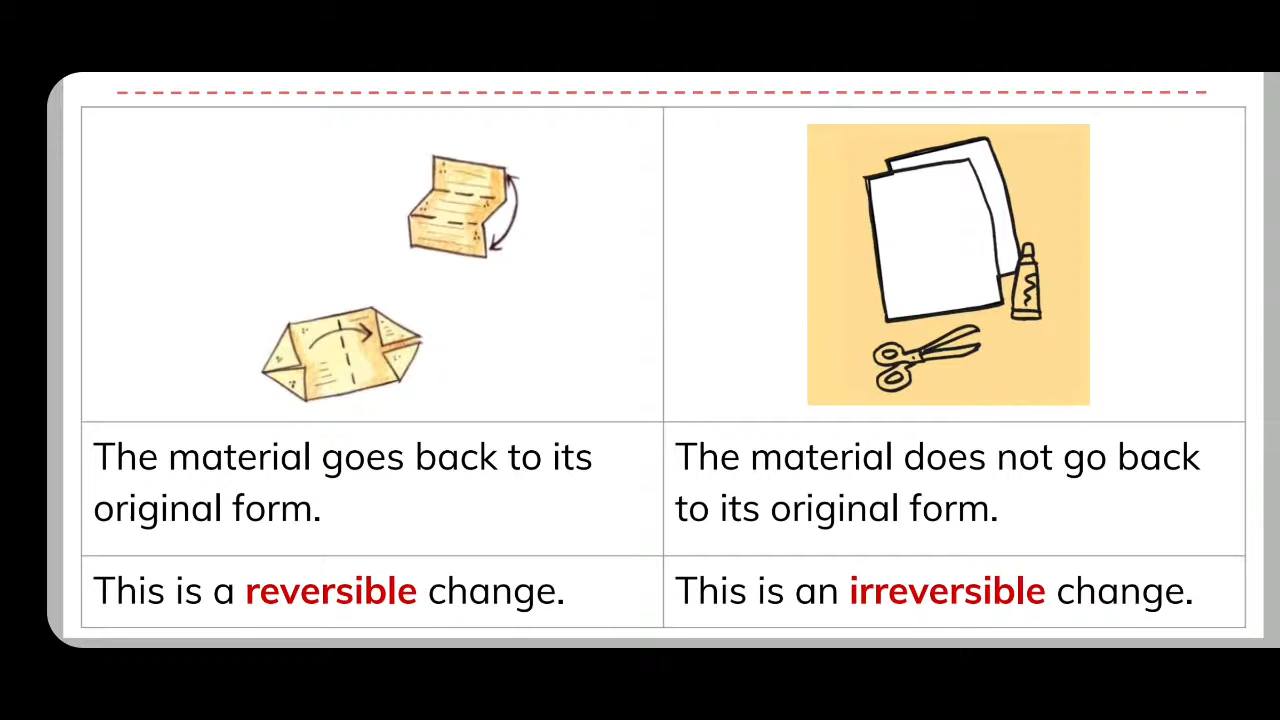 The material goes back to its
original form.
The material does not go back
to its original form.
This is a reversible change.
This is an irreversible change.